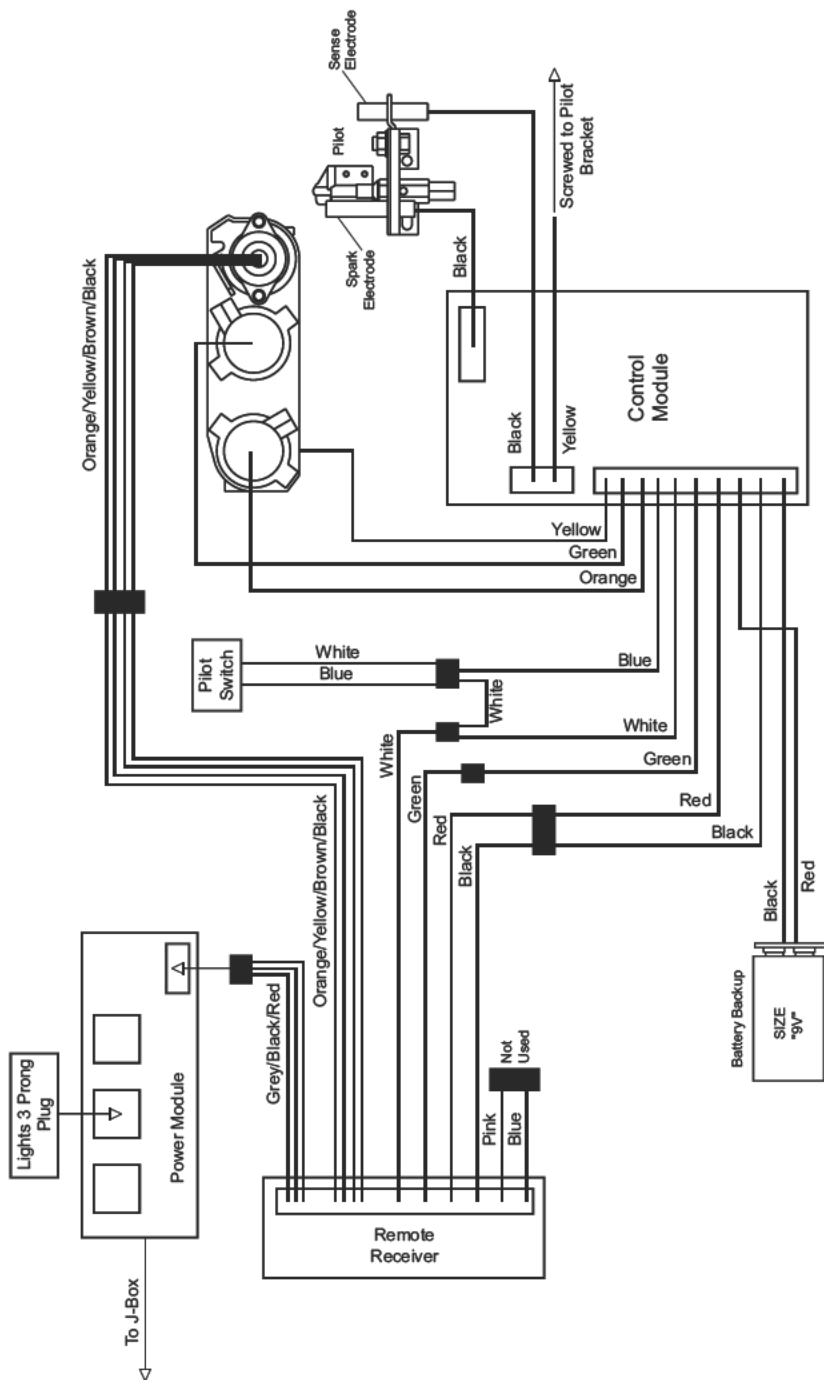 Sense
Electrode
Pilot
Spark
Electrode
Screwed to Pilot
Bracket
Black
Orange/Yellow/Brown/Black
Control
Module
Black
Yellow
Yellow
Green
Orange
Pilot
Switch
White
Blue
Blue
White
White
White
Green
Green
Red
Red
Black
Black
Orange/Yellow/Brown/Black
Black
Red
Battery Backup
SIZE
"9V"
Lights 3 Prong
Plug
Power Module
Grey/Black/Red
Not
Used
Pink
Blue
Remote
Receiver
To J-Box